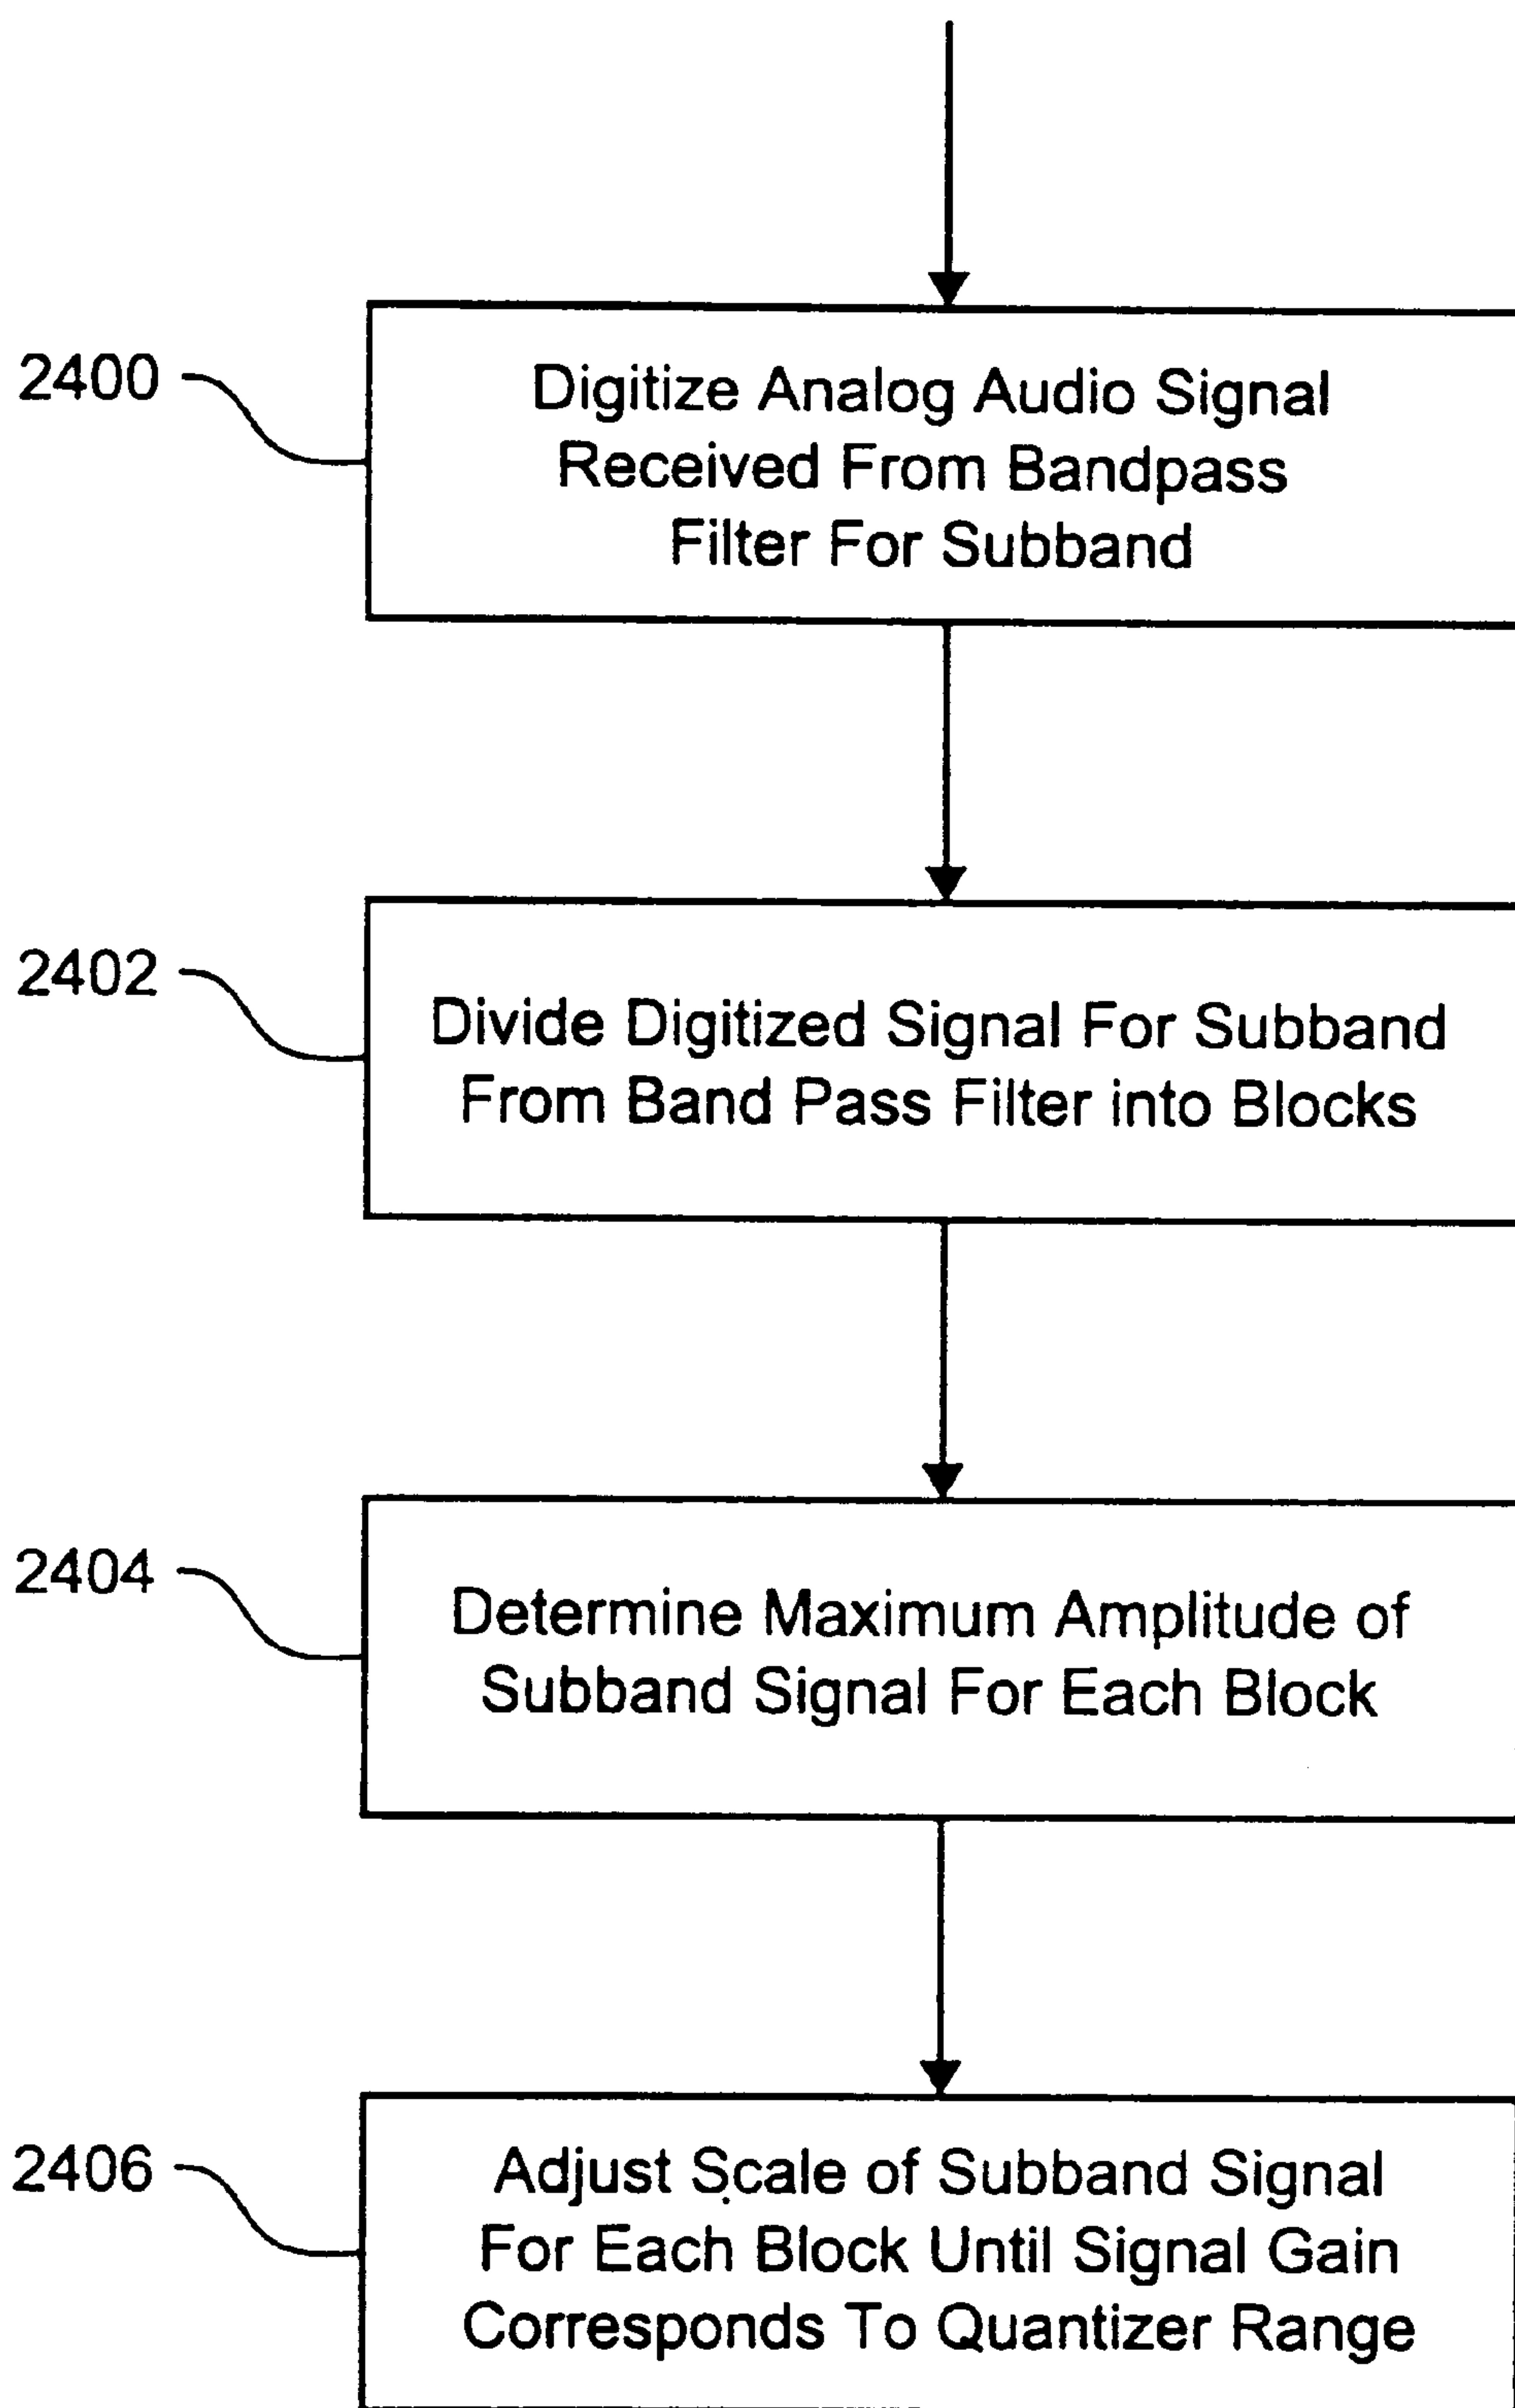 2400
Digitize Analog Audio Signal
Received From Bandpass
Filter For Subband
2402
Divide Digitized Signal For Subband
From Band Pass Filter into Blocks
2404
Determine Maximum Amplitude of
Subband Signal For Each Block
2406
Adjust Scale of Subband Signal
For Each Block Until Signal Gain
Corresponds To Quantizer Range